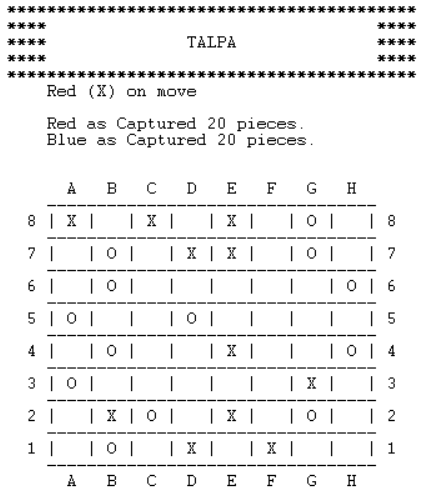 *****************************************
**** ****
**** TALPA ****
**** ****
*****************************************
Red (X) on move
Red as Captured 20 pieces.
Blue as Captured 20 pieces.
A B C D E F G H
8 | X | | X | | X | | O | | 8
7 | | O | | X | X | | O | | 7
6 | | O | | | | | | O | 6
5 | O | | | O | | | | | 5
4 | | O | | | X | | | O | 4
3 | O | | | | | | X | | 3
2 | | X | O | | X | | O | | 2
1 | | O | | X | | X | | | 1
A B C D E F G H